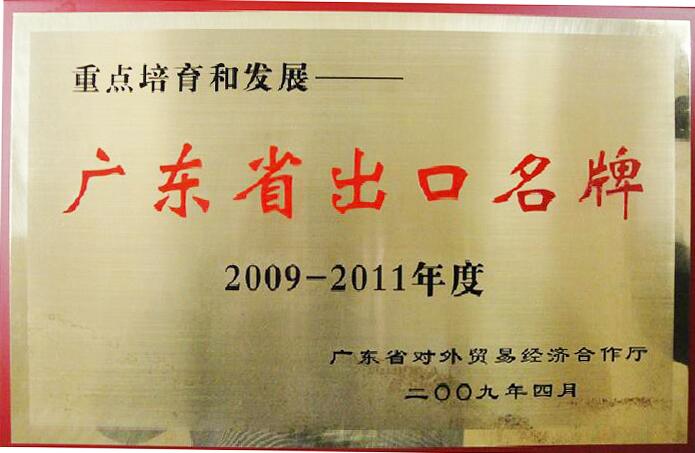 重点培育和发展——
广东省出口名牌
2009-2011年度
广东省对外贸易经济合作厅
二〇〇九年四月